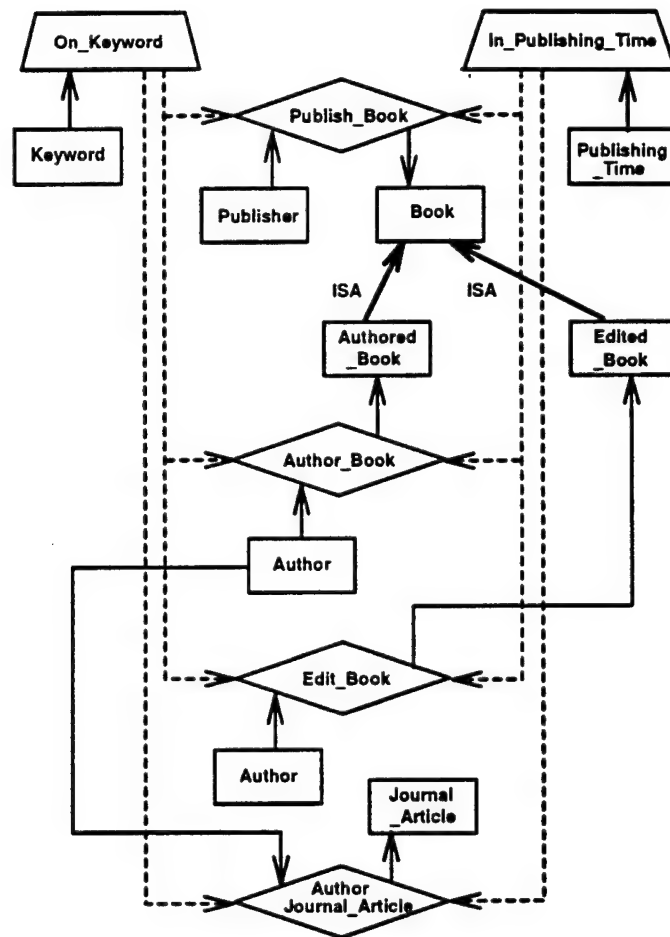 On_Keyword
In_Publishing_Time
Publish_Book
Keyword
Publishing
_Time
Publisher
Book
ISA
ISA
Authored
_Book
Edited
_Book
Author_Book
Author
Edit_Book
Author
Journal
_Article
Author
Journal_Article